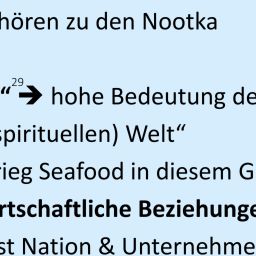 hören zu den Nootka
“²⁹➔ hohe Bedeutung de
spirituellen) Welt“
rieg Seafood in diesem G
rtschaftliche Beziehunge
st Nation & Unternehme